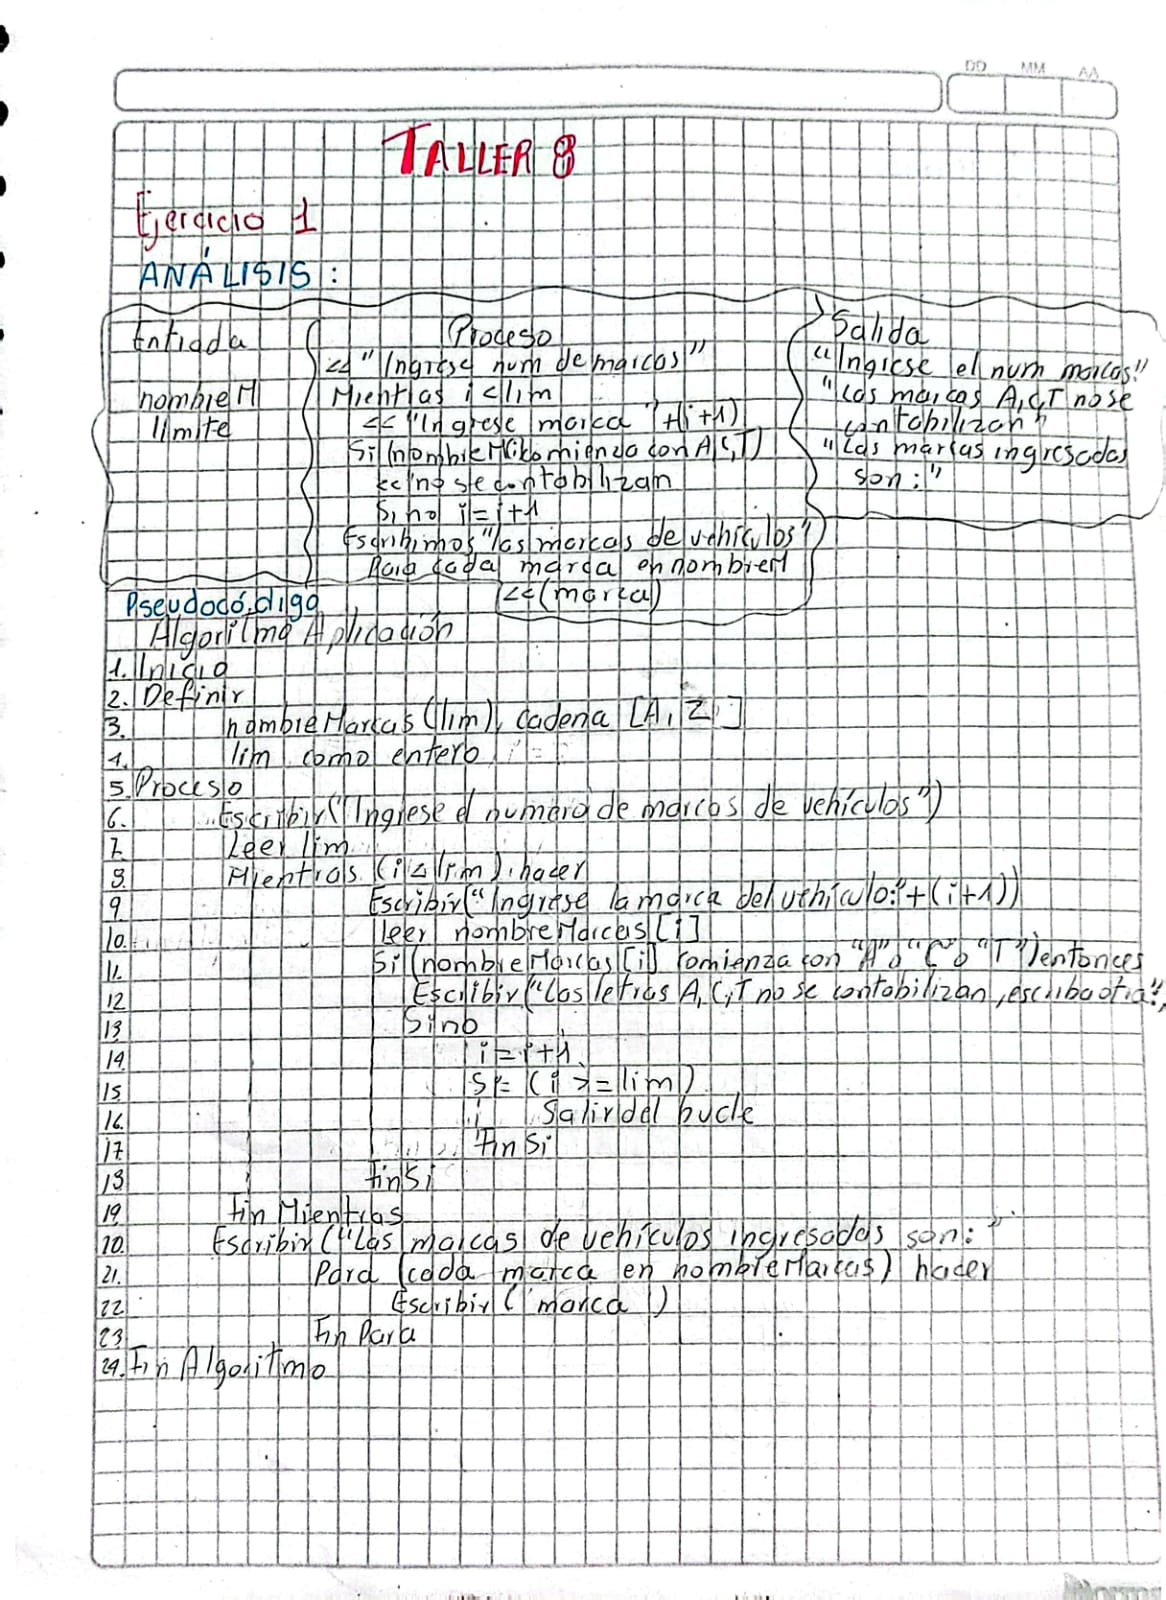 DD MM AA
TALLER 8
Ejercicio 1
ANÁLISIS :
Entrada
nombreM
limite
Proceso
<< "Ingrese num de marcas"
Mientras i < lim
<< "Ingrese marca "+(i+1)
Si (nombreM[i] comienza con A,C,T)
<< "no se contabilizan
Si no i = i+1
Escribimos "las marcas de vehículos"
Para cada marca en nombreM
<< (marca)
Salida
"Ingrese el num marcas"
"Las marcas A,C,T no se
contabilizan"
"Las marcas ingresadas
son:"
Pseudocódigo
Algoritmo Aplicación
1. Inicio
2. Definir
3. nombreMarcas (lim), cadena [A, Z]
4. lim como entero
5. Proceso
6. Escribir ("Ingrese el numero de marcas de vehículos")
7. Leer lim
8. Mientras (i < lim) hacer
9 Escribir ("Ingrese la marca del vehículo:" + (i+1))
10. leer nombreMarcas [i]
11. Si (nombreMarcas [i] comienza con "A" o "C" o "T") entonces
12 Escribir ("Las letras A, C, T no se contabilizan, escriba otra",
13 Sino
14. i = i+1
15 Si = (i >= lim)
16. Salir del bucle
17. Fin Si
18 Fin Si
19. Fin Mientras
20. Escribir ("Las marcas de vehículos ingresadas son:"
21. Para (cada marca en nombreMarcas) hacer
22 Escribir ( marca )
23 Fin Para
24. Fin Algoritmo
Norma